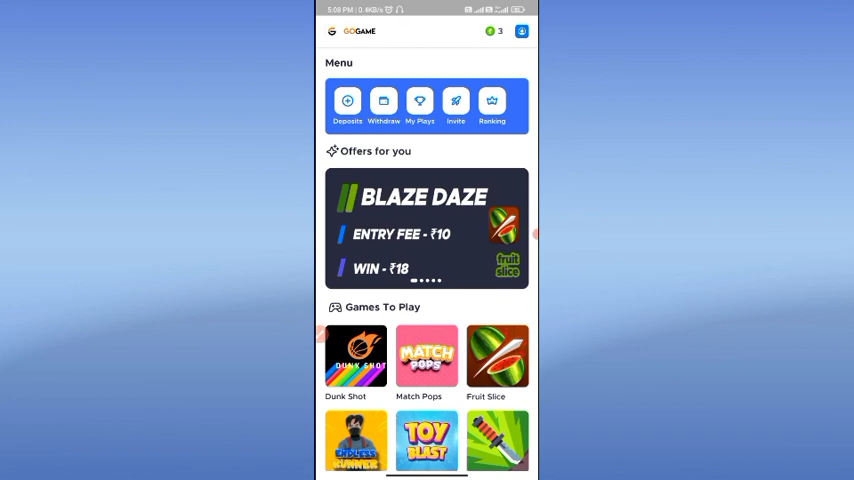 5:08 PM | 0.4KB/s
GOGAME
3
Menu
Deposits Withdraw My Plays Invite Ranking
Offers for you
BLAZE DAZE
ENTRY FEE - ₹10
WIN - ₹18
fruit
slice
Games To Play
DUNK SHOT
MATCH
POPS
Dunk Shot Match Pops Fruit Slice
ENDLESS
RUNNER
TOY
BLAST